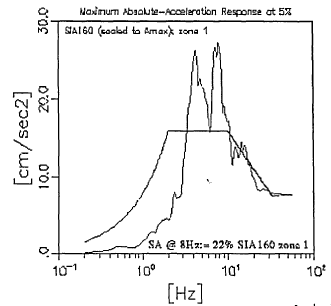 Maximum Absolute-Acceleration Response at 5%
SIA160 (scaled to Amax); zone 1
30.0
20.0
10.0
.0
[cm/sec2]
SA @ 8Hz:= 22% SIA160 zone 1
10-1
100
101
102
[Hz]